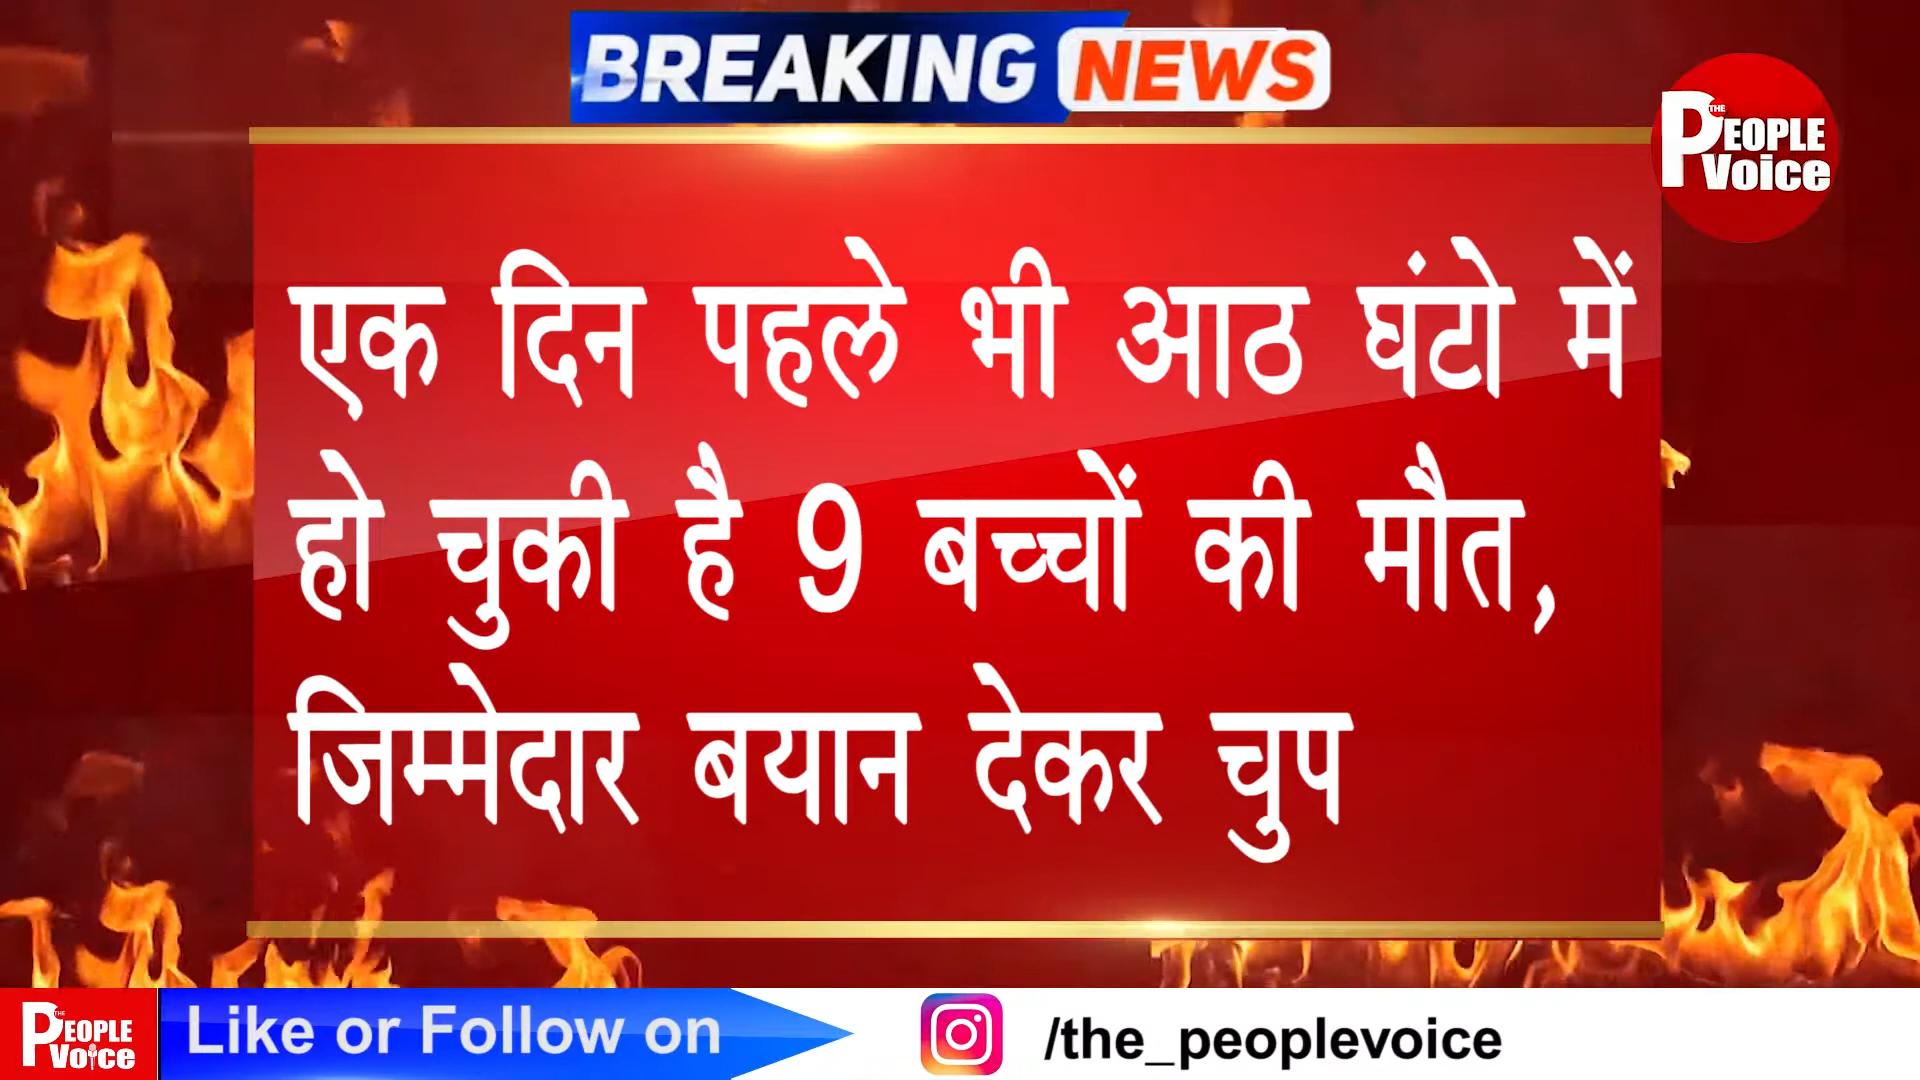 BREAKING NEWS
THE PEOPLE Voice
एक दिन पहले भी आठ घंटो में
हो चुकी है 9 बच्चों की मौत,
जिम्मेदार बयान देकर चुप
THE PEOPLE Voice
Like or Follow on
/the_peoplevoice